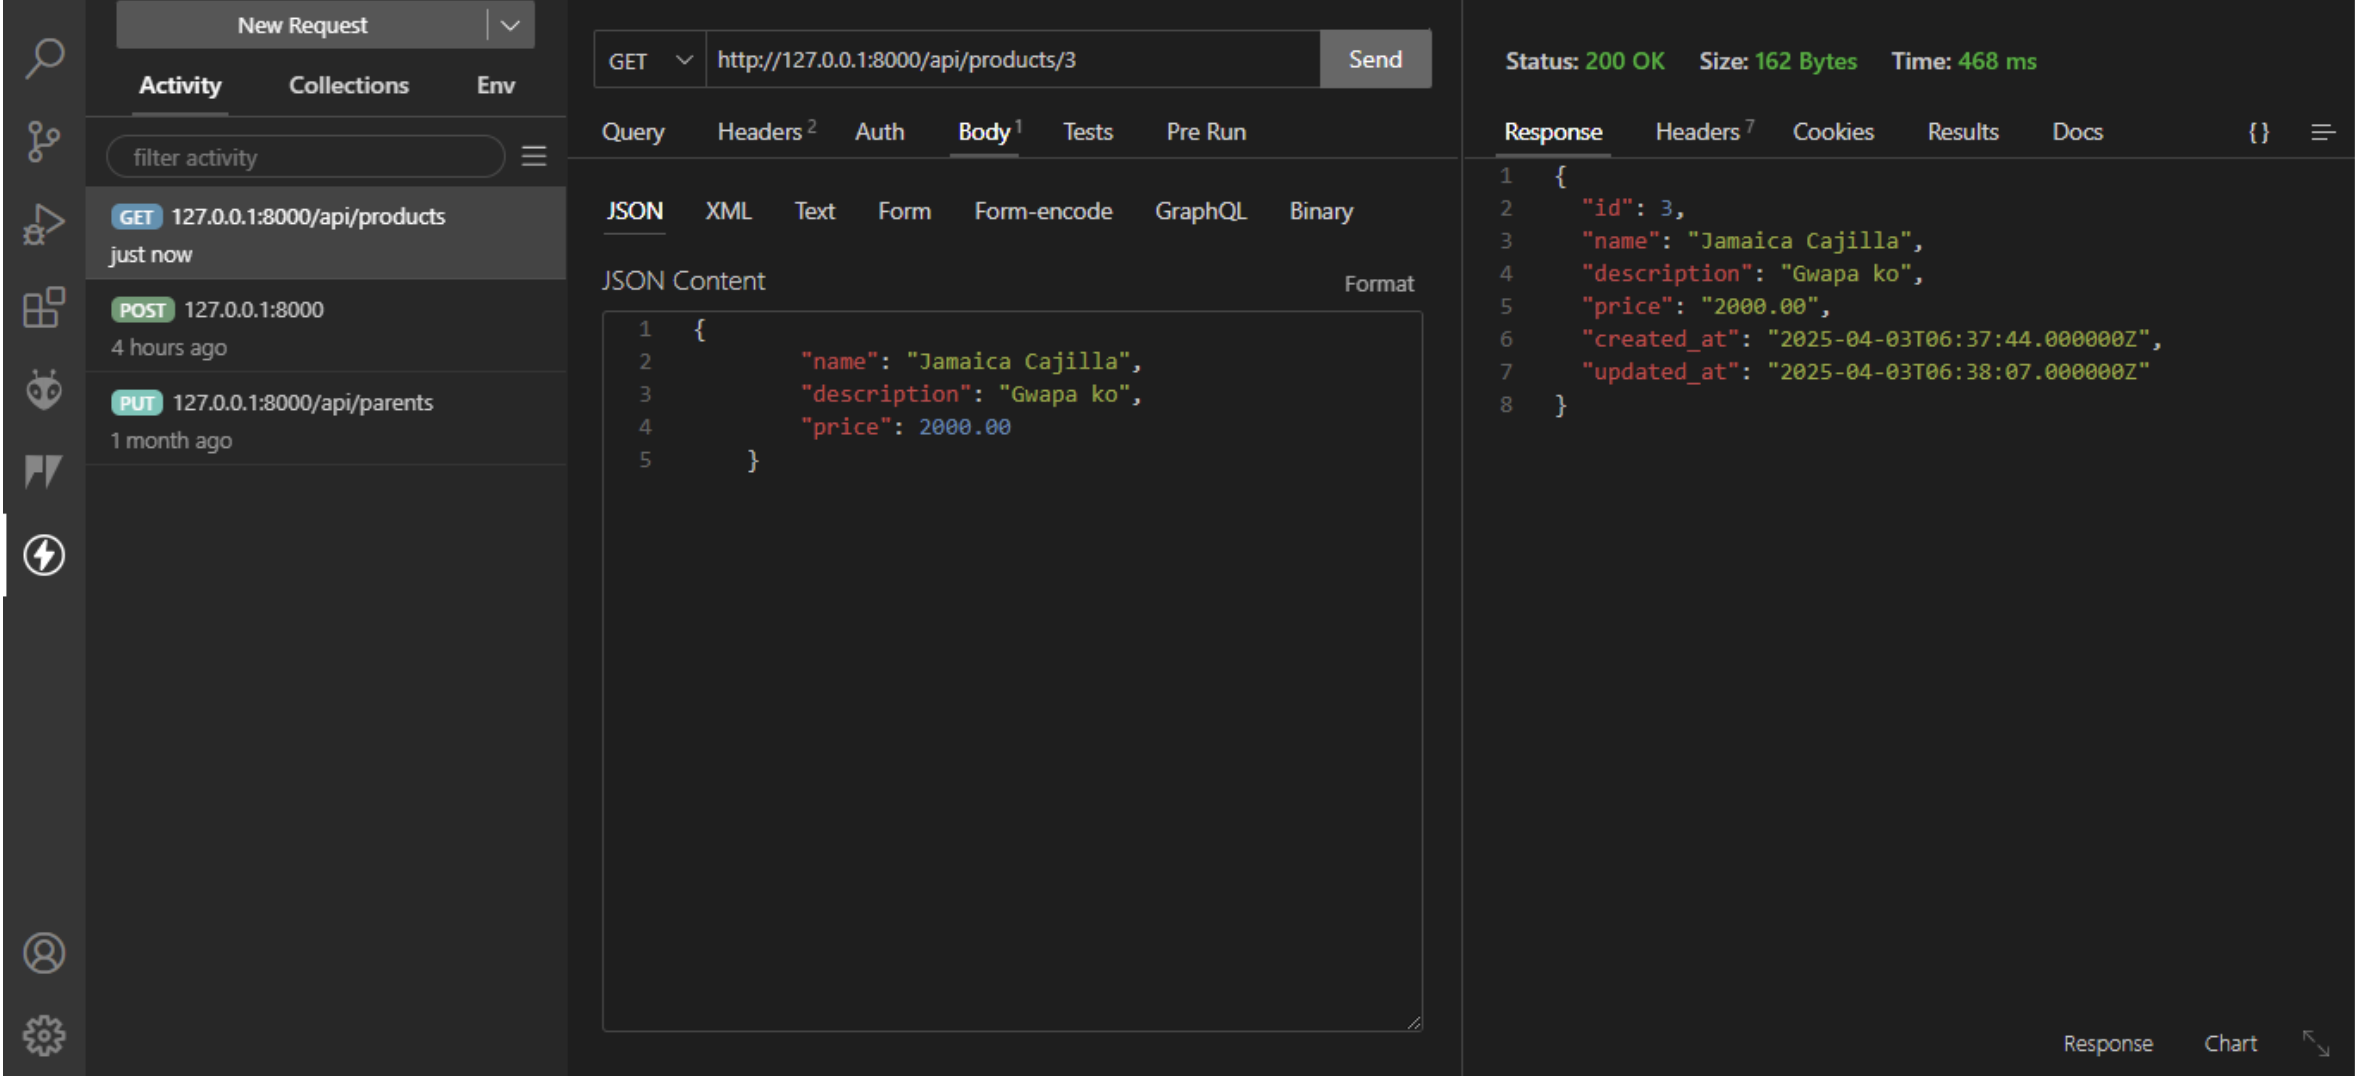 New Request
Activity Collections Env
filter activity
GET 127.0.0.1:8000/api/products
just now
POST 127.0.0.1:8000
4 hours ago
PUT 127.0.0.1:8000/api/parents
1 month ago
GET http://127.0.0.1:8000/api/products/3 Send
Query Headers 2 Auth Body 1 Tests Pre Run
JSON XML Text Form Form-encode GraphQL Binary
JSON Content Format
1 {
2 "name": "Jamaica Cajilla",
3 "description": "Gwapa ko",
4 "price": 2000.00
5 }
Status: 200 OK Size: 162 Bytes Time: 468 ms
Response Headers 7 Cookies Results Docs {}
1 {
2 "id": 3,
3 "name": "Jamaica Cajilla",
4 "description": "Gwapa ko",
5 "price": "2000.00",
6 "created_at": "2025-04-03T06:37:44.000000Z",
7 "updated_at": "2025-04-03T06:38:07.000000Z"
8 }
Response Chart